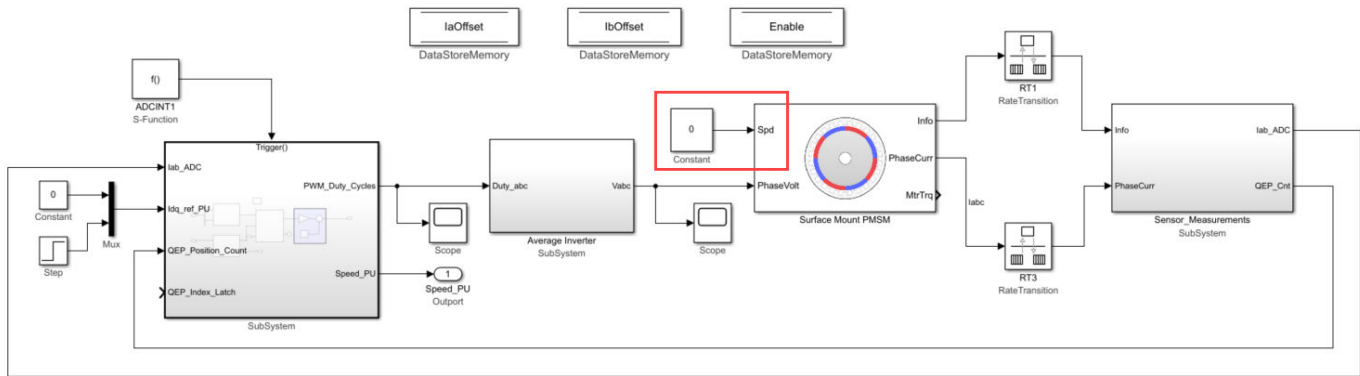 IaOffset
DataStoreMemory
IbOffset
DataStoreMemory
Enable
DataStoreMemory
f()
ADCINT1
S-Function
0
Constant
Step
Mux
Trigger()
Iab_ADC
Idq_ref_PU
QEP_Position_Count
QEP_Index_Latch
PWM_Duty_Cycles
Speed_PU
SubSystem
Scope
1
Speed_PU
Outport
Duty_abc
Vabc
Average Inverter
SubSystem
Scope
0
Constant
Spd
PhaseVolt
Info
PhaseCurr
MtrTrq
Surface Mount PMSM
Iabc
RT1
RateTransition
RT3
RateTransition
Info
PhaseCurr
Iab_ADC
QEP_Cnt
Sensor_Measurements
SubSystem